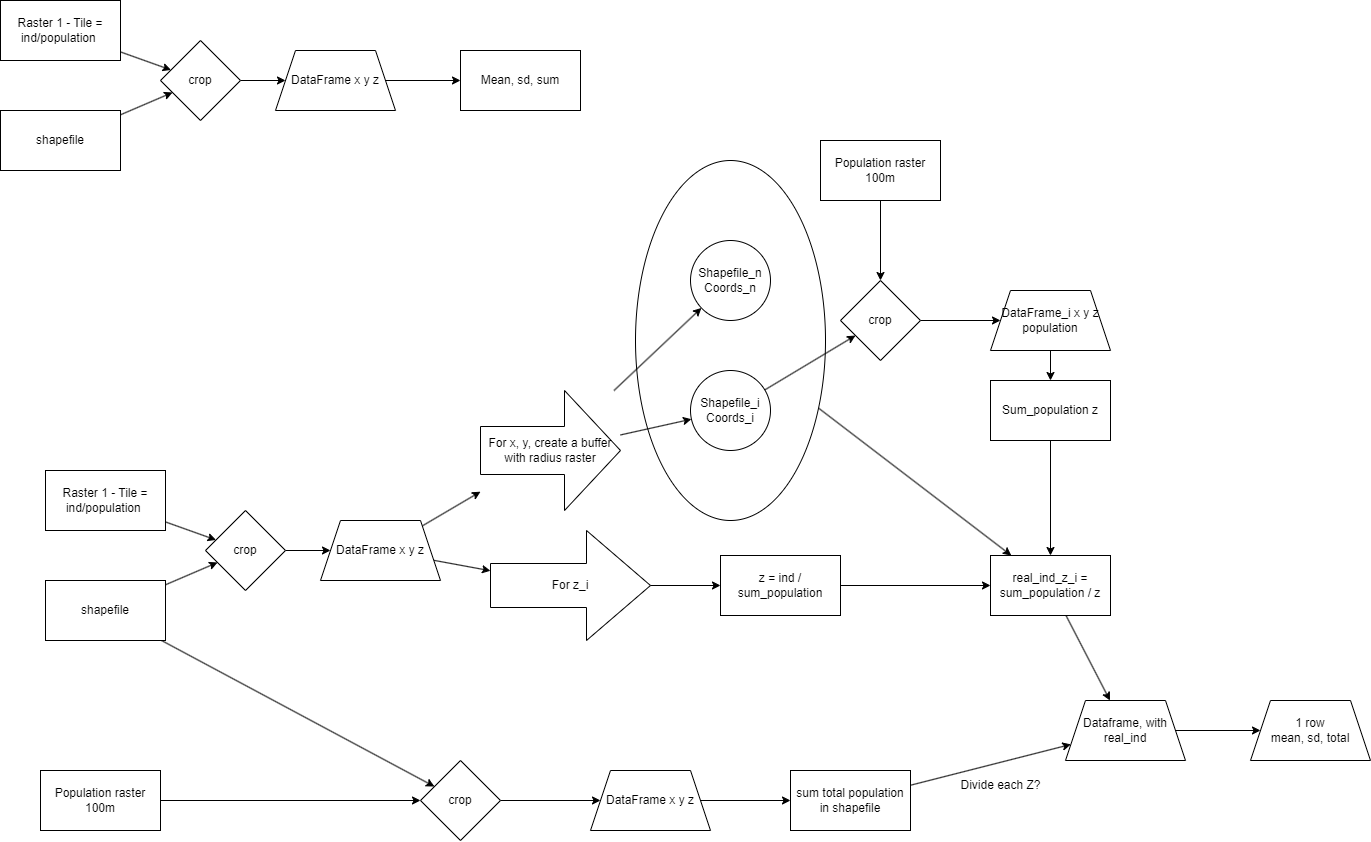 Raster 1 - Tile =
ind/population
shapefile
crop
DataFrame x y z
Mean, sd, sum
Population raster
100m
Shapefile_n
Coords_n
crop
DataFrame_i x y z
population
Shapefile_i
Coords_i
Sum_population z
For x, y, create a buffer
with radius raster
Raster 1 - Tile =
ind/population
shapefile
crop
DataFrame x y z
For z_i
z = ind /
sum_population
real_ind_z_i =
sum_population / z
Dataframe, with
real_ind
1 row
mean, sd, total
Population raster
100m
crop
DataFrame x y z
sum total population
in shapefile
Divide each Z?